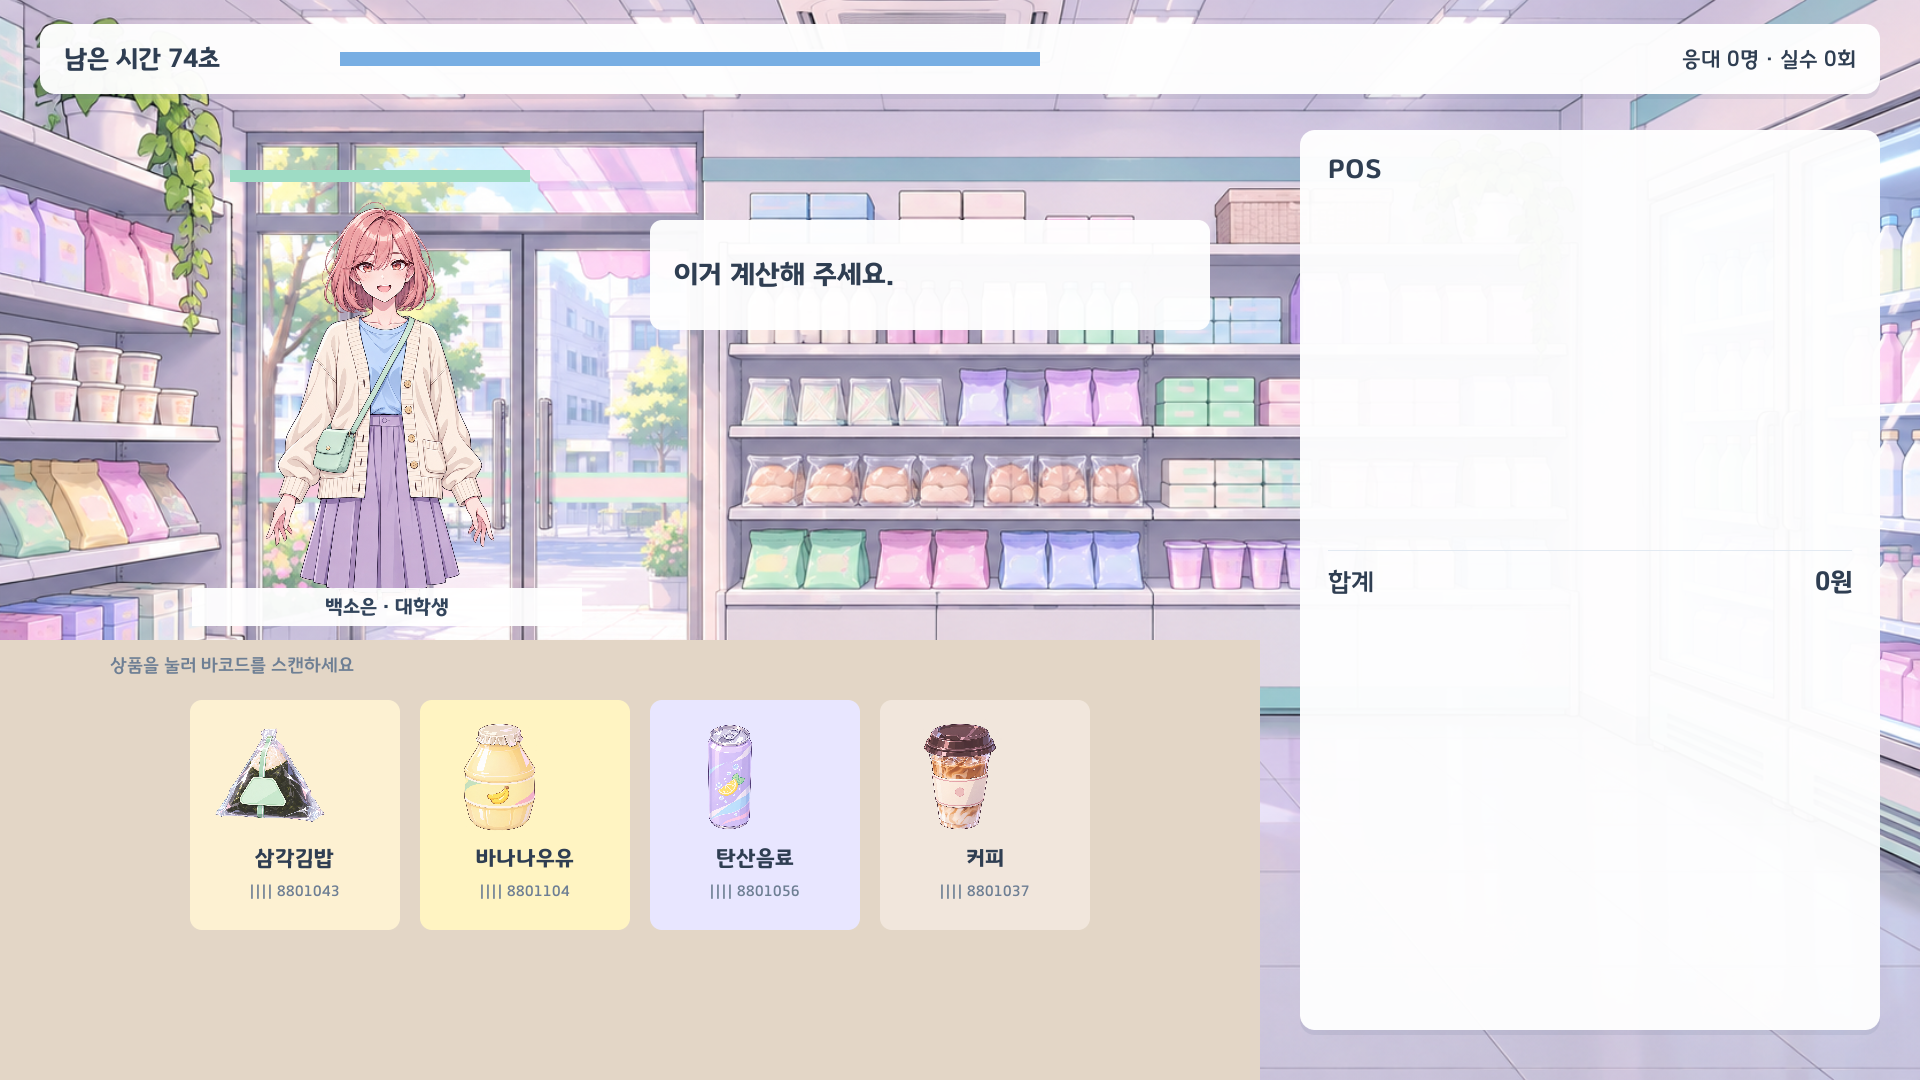 남은 시간 74초
응대 0명 · 실수 0회
POS
이거 계산해 주세요.
합계
0원
백소은 · 대학생
상품을 눌러 바코드를 스캔하세요
삼각김밥
|||| 8801043
바나나우유
|||| 8801104
탄산음료
|||| 8801056
커피
|||| 8801037